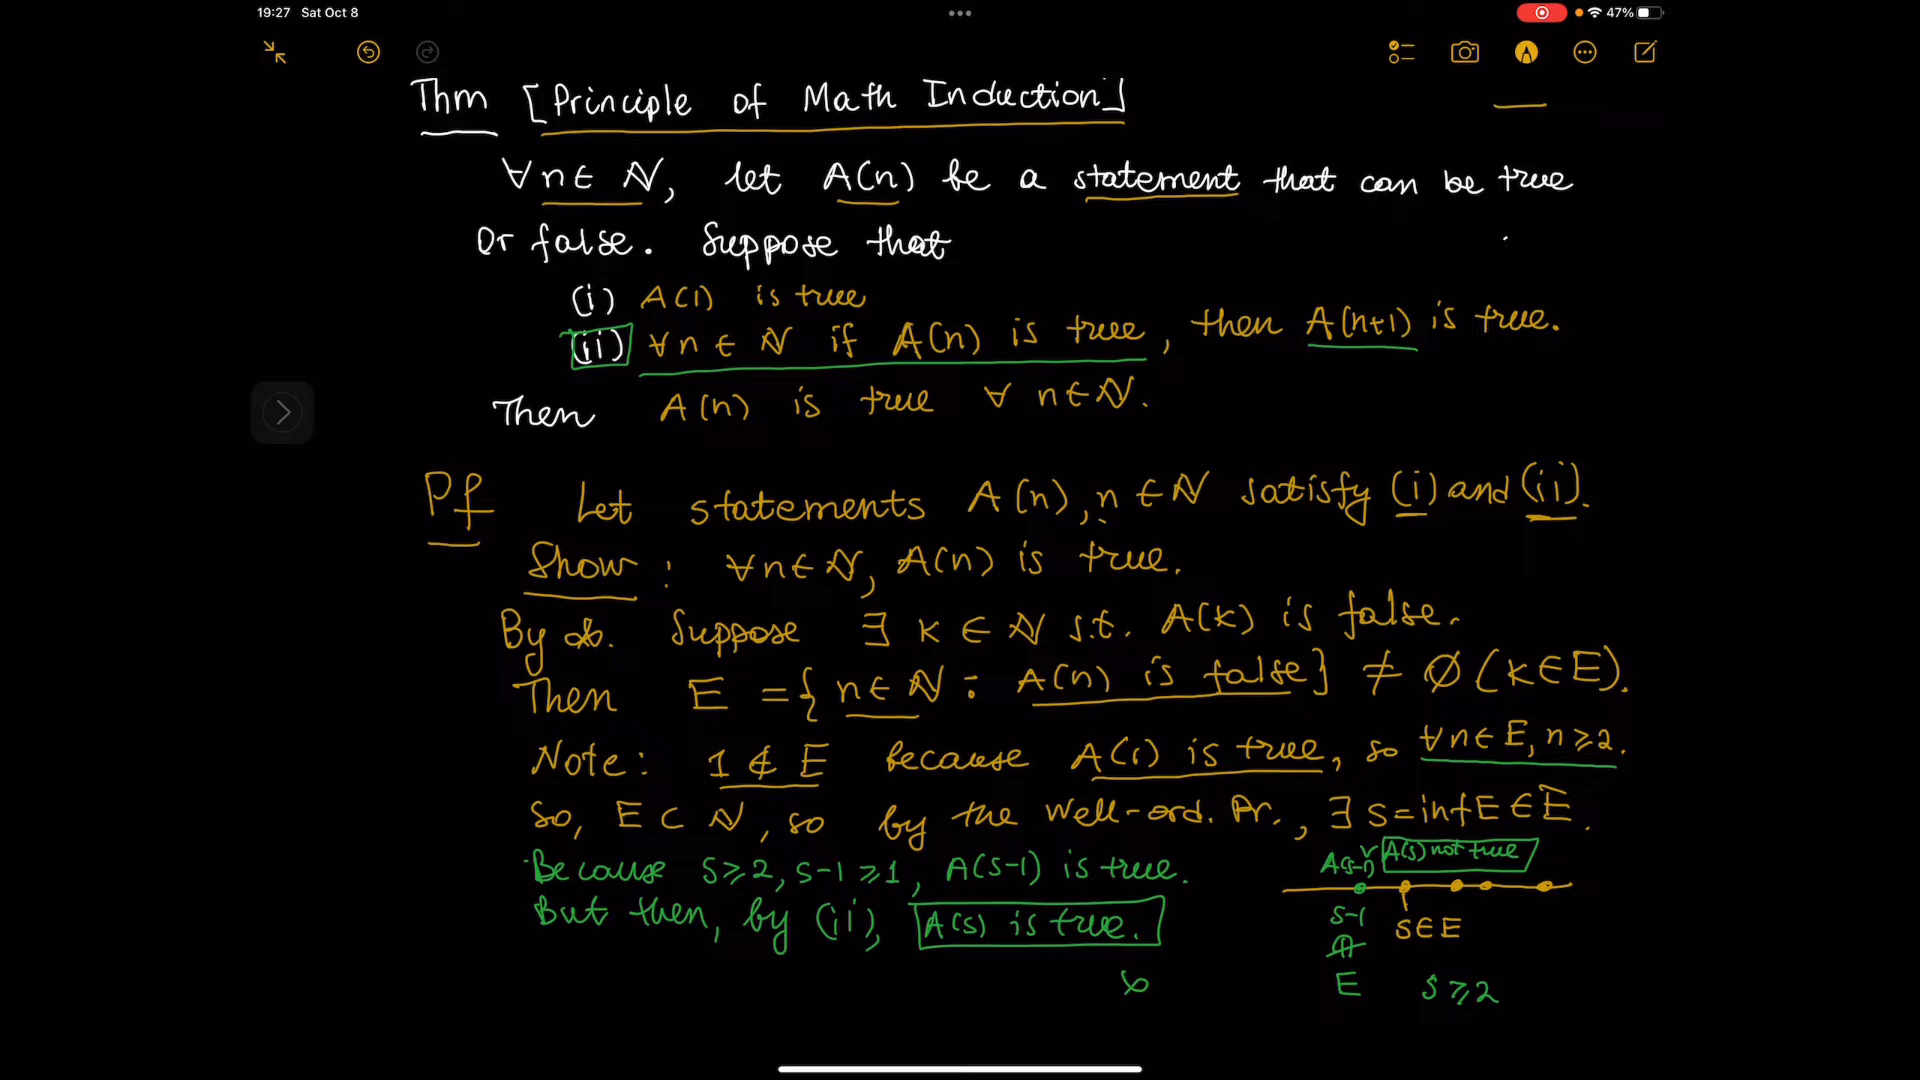 19:27 Sat Oct 8
47%
Thm [Principle of Math Induction]
∀n∈ℕ, let A(n) be a statement that can be true
or false. Suppose that
(i) A(1) is true
(ii) ∀n∈ℕ if A(n) is true, then A(n+1) is true.
Then A(n) is true ∀ n∈ℕ.
Pf Let statements A(n), n∈ℕ satisfy (i) and (ii).
Show: ∀n∈ℕ, A(n) is true.
By . Suppose ∃ k∈ℕ s.t. A(k) is false.
Then E = {n∈ℕ: A(n) is false} ≠ ∅ (k∈E).
Note: 1∉E because A(1) is true, so ∀n∈E, n≥2.
So, E⊂ℕ, so by the Well-ord. Pr., ∃ s=infE∈E.
Because s≥2, s-1≥1, A(s-1) is true.
A(s-1) A(s) not true
But then, by (ii), A(s) is true.
s-1 s∈E
∉
E s≥2